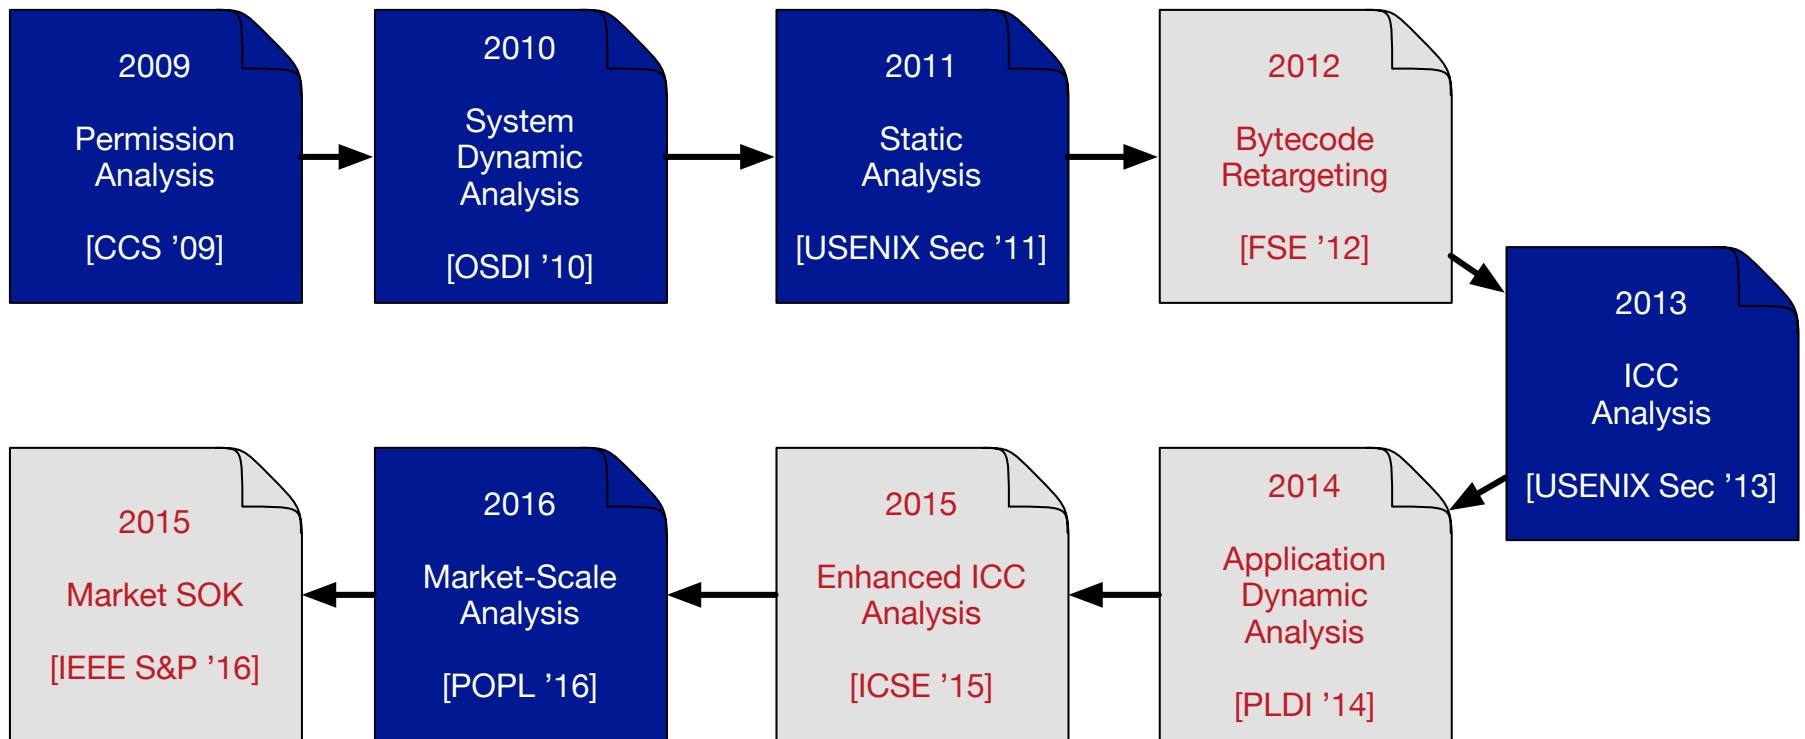 2009
Permission
Analysis
[CCS ’09]
2010
System
Dynamic
Analysis
[OSDI ’10]
2011
Static
Analysis
[USENIX Sec ’11]
2012
Bytecode
Retargeting
[FSE ’12]
2013
ICC
Analysis
[USENIX Sec ’13]
2014
Application
Dynamic
Analysis
[PLDI ’14]
2015
Enhanced ICC
Analysis
[ICSE ’15]
2016
Market-Scale
Analysis
[POPL ’16]
2015
Market SOK
[IEEE S&P ’16]